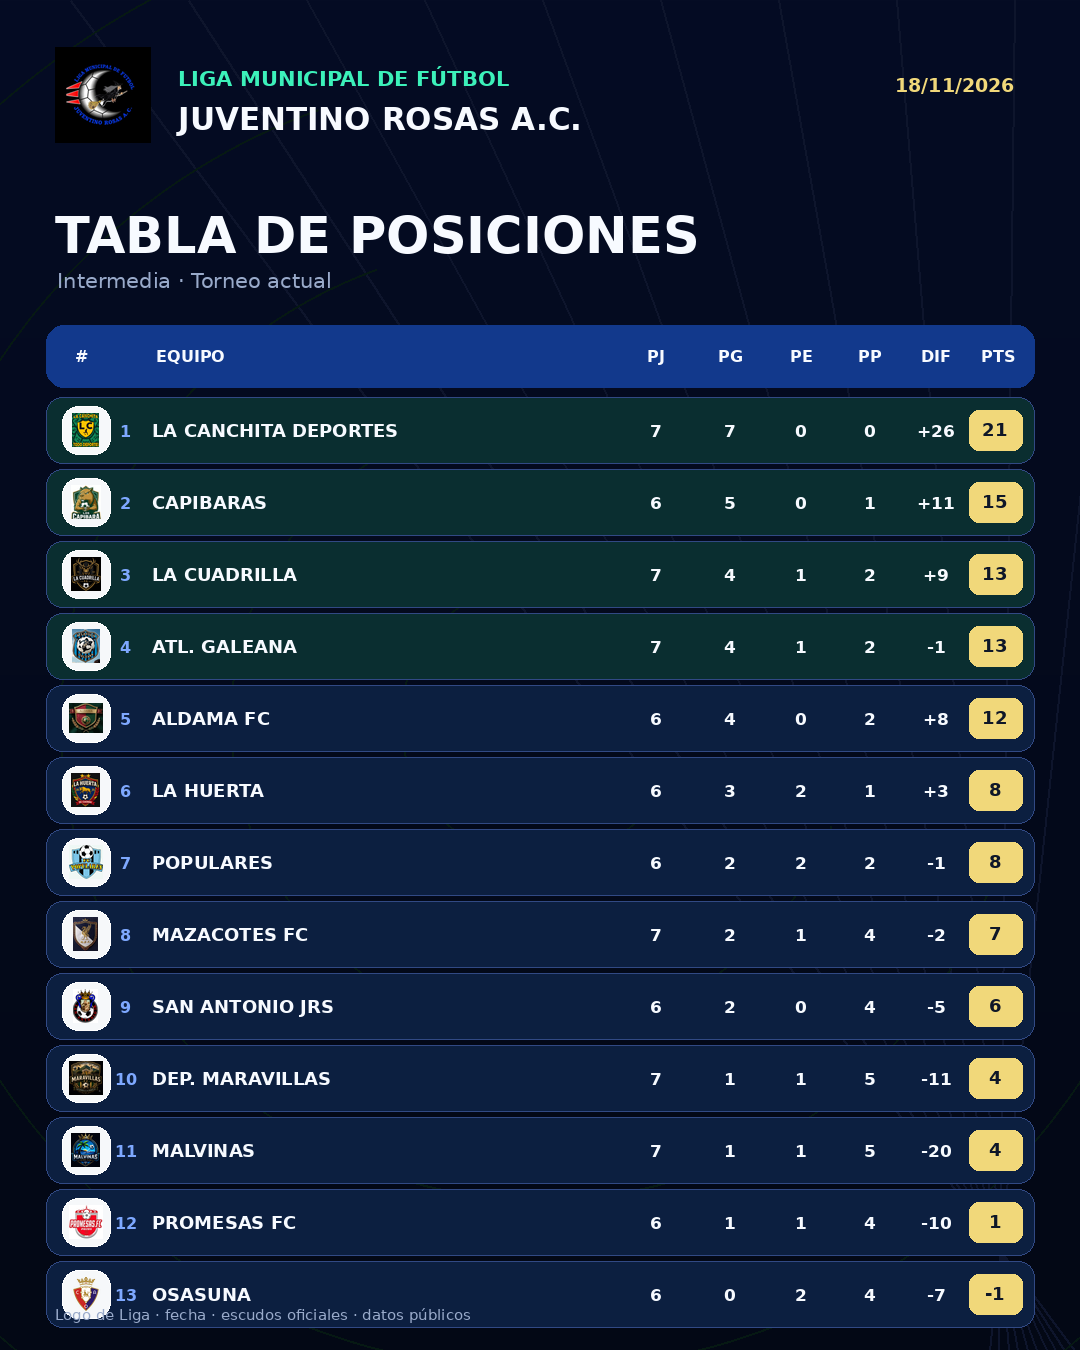 LIGA MUNICIPAL DE FÚTBOL
18/11/2026
JUVENTINO ROSAS A.C.
TABLA DE POSICIONES
Intermedia · Torneo actual
# EQUIPO PJ PG PE PP DIF PTS
1 LA CANCHITA DEPORTES 7 7 0 0 +26 21
2 CAPIBARAS 6 5 0 1 +11 15
3 LA CUADRILLA 7 4 1 2 +9 13
4 ATL. GALEANA 7 4 1 2 -1 13
5 ALDAMA FC 6 4 0 2 +8 12
6 LA HUERTA 6 3 2 1 +3 8
7 POPULARES 6 2 2 2 -1 8
8 MAZACOTES FC 7 2 1 4 -2 7
9 SAN ANTONIO JRS 6 2 0 4 -5 6
10 DEP. MARAVILLAS 7 1 1 5 -11 4
11 MALVINAS 7 1 1 5 -20 4
12 PROMESAS FC 6 1 1 4 -10 1
13 OSASUNA 6 0 2 4 -7 -1
Logo de Liga · fecha · escudos oficiales · datos públicos